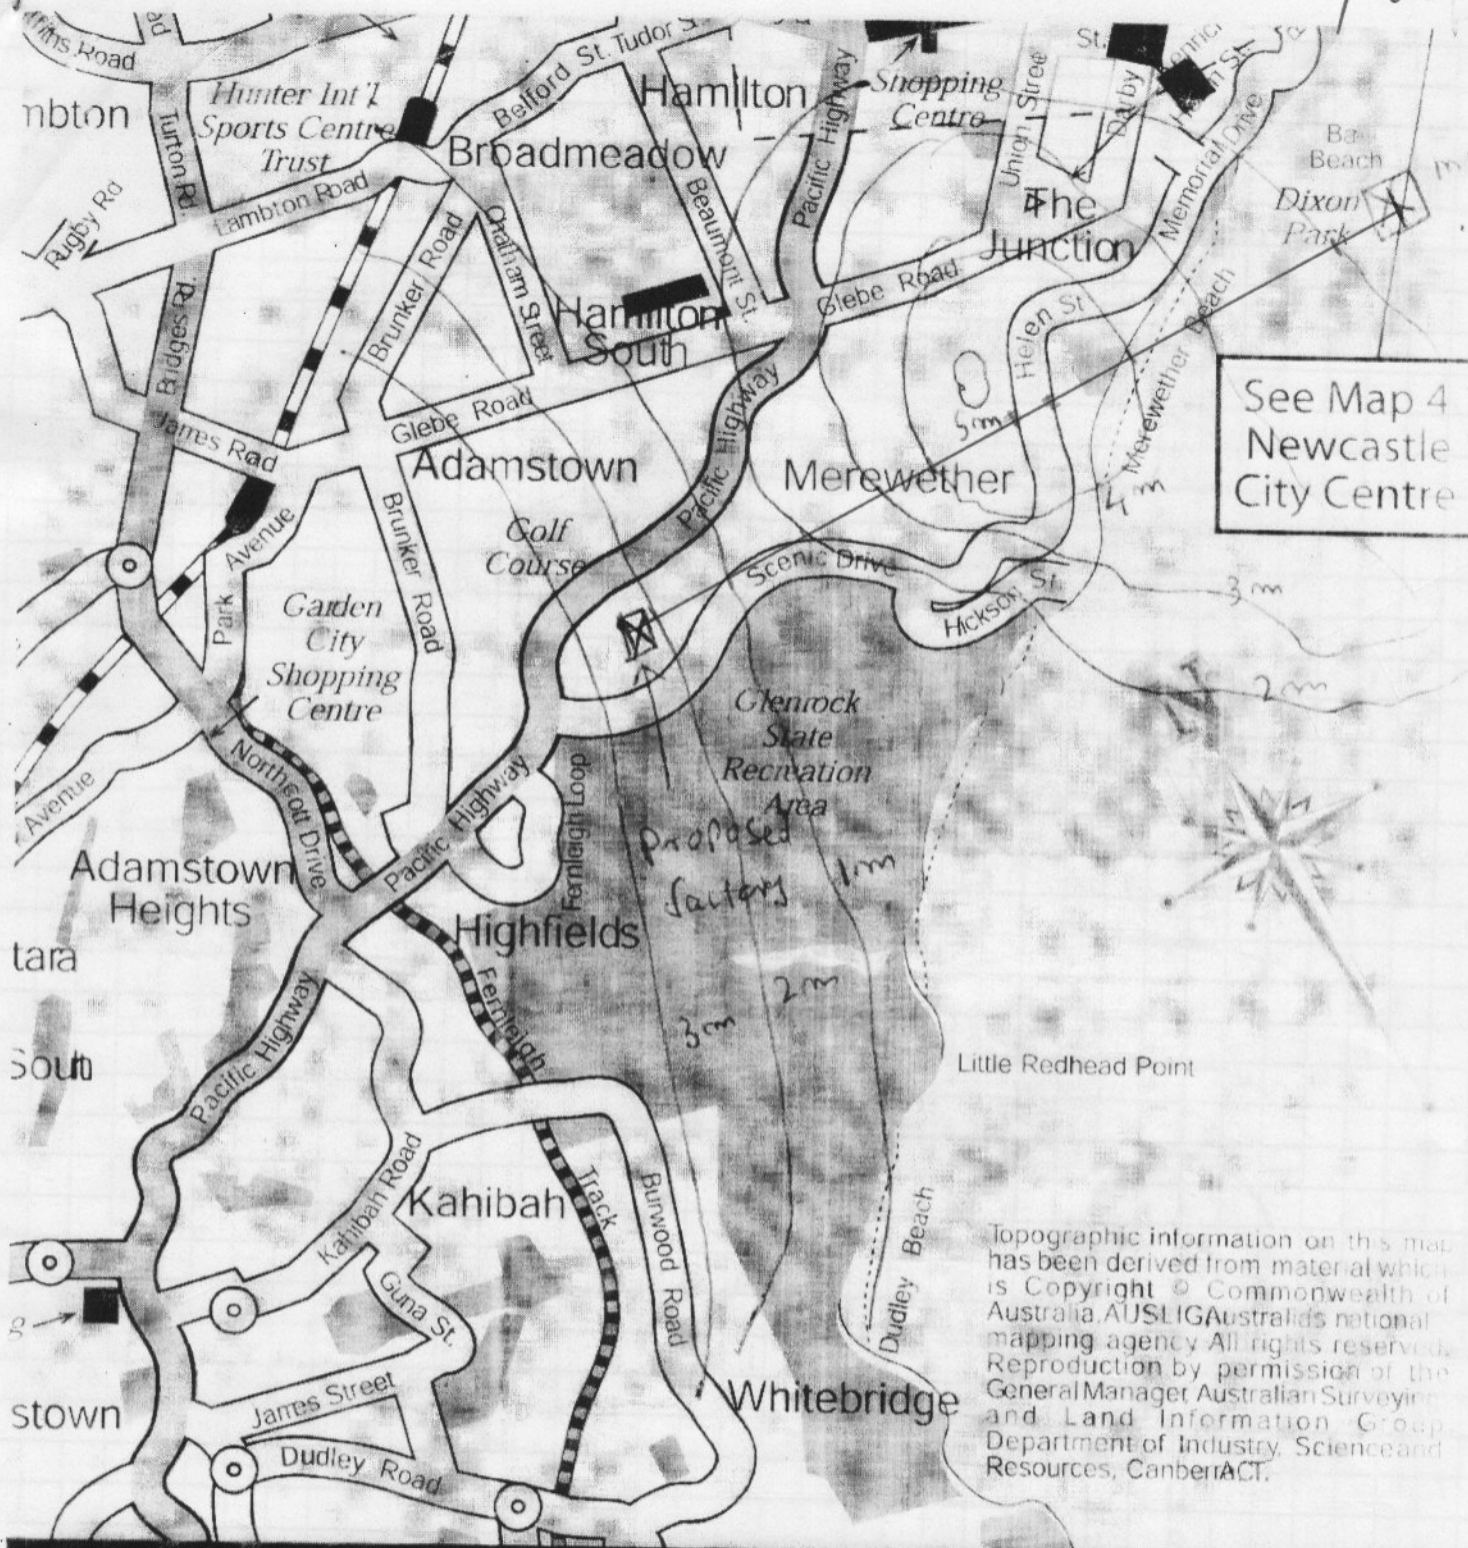 Road
mbton
Turton Rd.
Hunter Int'l
Sports Centre
Trust
Belford St.
Tudor
Hamilton
Broadmeadow
Pacific Highway
Shopping
Centre
Union Stree
St.
Darby
Memorial Drive
Beach
Dixon
Park
Rugby Rd
Lambton Road
Brunker Road
Chatham Street
Beaumont St.
The
Junction
Glebe Road
Hamilton
South
Bridges Rd.
Helen St
Merewether Beach
See Map 4
Newcastle
City Centre
James Road
Glebe Road
Adamstown
Pacific Highway
Merewether
5m
4m
Golf
Course
Park Avenue
Brunker Road
Garden
City
Shopping
Centre
Scenic Drive
Hickson St
3m
2m
N
Glenrock
State
Recreation
Area
Northcott Drive
Avenue
Pacific Highway
Fernleigh Loop
proposed
factory
1m
Adamstown
Heights
Highfields
tara
2m
3m
Fernleigh
Track
Little Redhead Point
Pacific Highway
Kahibah
Kahibah Road
Burwood Road
Guna St.
Dudley Beach
James Street
stown
Whitebridge
Dudley Road
Topographic information on this map
has been derived from material which
is Copyright © Commonwealth of
Australia. AUSLIG Australia's national
mapping agency All rights reserved.
Reproduction by permission of the
General Manager, Australian Surveying
and Land Information Group,
Department of Industry, Science and
Resources, Canberra ACT.